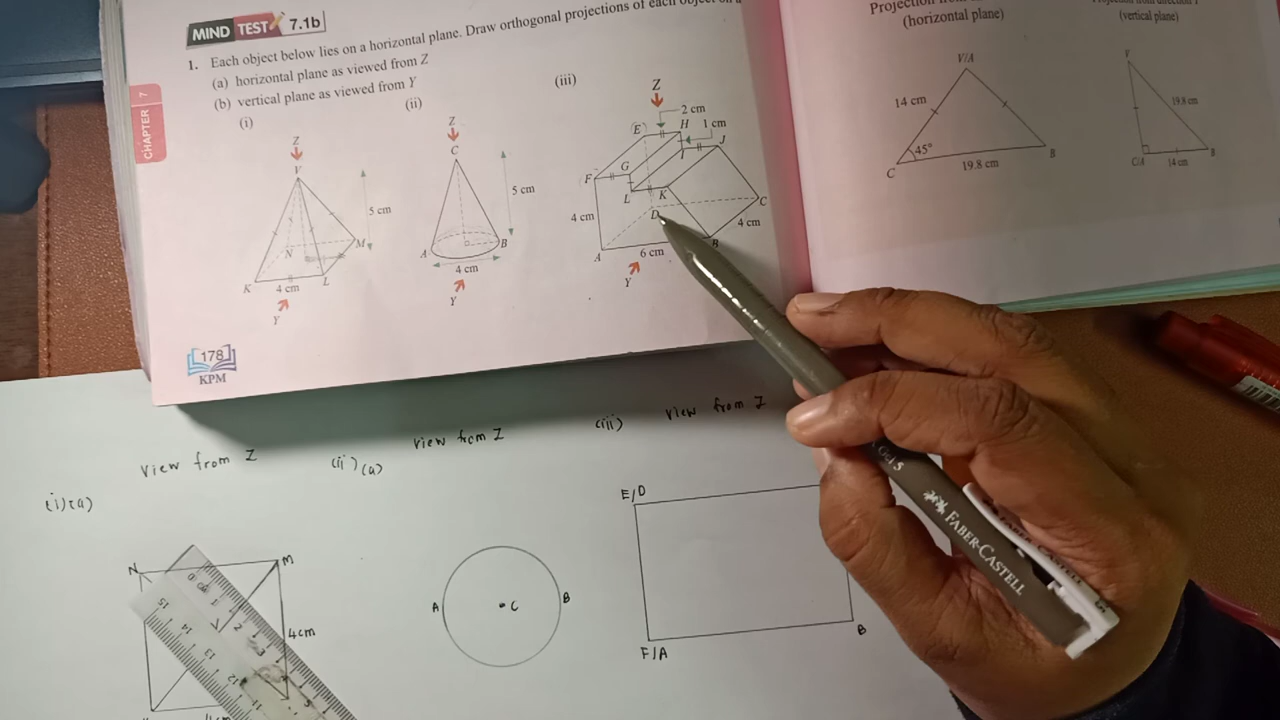 MIND TEST 7.1b
1. Each object below lies on a horizontal plane. Draw orthogonal projections of each object
(a) horizontal plane as viewed from Z
(b) vertical plane as viewed from Y
(i)
(ii)
(iii)
Z
V
5 cm
N
M
K
4 cm
L
Y
Z
C
5 cm
A
B
4 cm
Y
Z
2 cm
E
H
1 cm
J
G
I
F
L
K
4 cm
D
C
4 cm
A
6 cm
B
Y
CHAPTER 7
178
KPM
(horizontal plane)
V/A
14 cm
45°
C
19.8 cm
B
(vertical plane)
V
19.8 cm
C/A
14 cm
B
View from Z
(i)(a)
N
M
4cm
View from Z
(ii)(a)
A
C
B
(iii)
View from Z
E/D
F/A
B
FABER-CASTELL